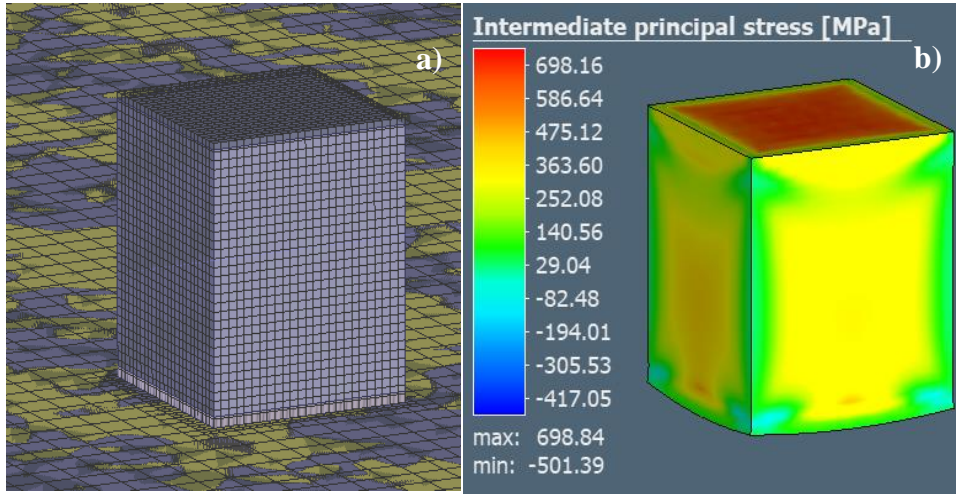 a)
Intermediate principal stress [MPa]
b)
698.16
586.64
475.12
363.60
252.08
140.56
29.04
-82.48
-194.01
-305.53
-417.05
max: 698.84
min: -501.39